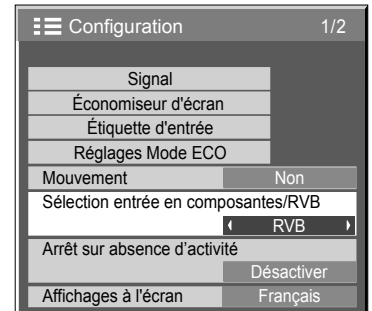 Configuration 1/2
Signal
Économiseur d'écran
Étiquette d'entrée
Réglages Mode ECO
Mouvement Non
Sélection entrée en composantes/RVB
RVB
Arrêt sur absence d’activité
Désactiver
Affichages à l'écran Français